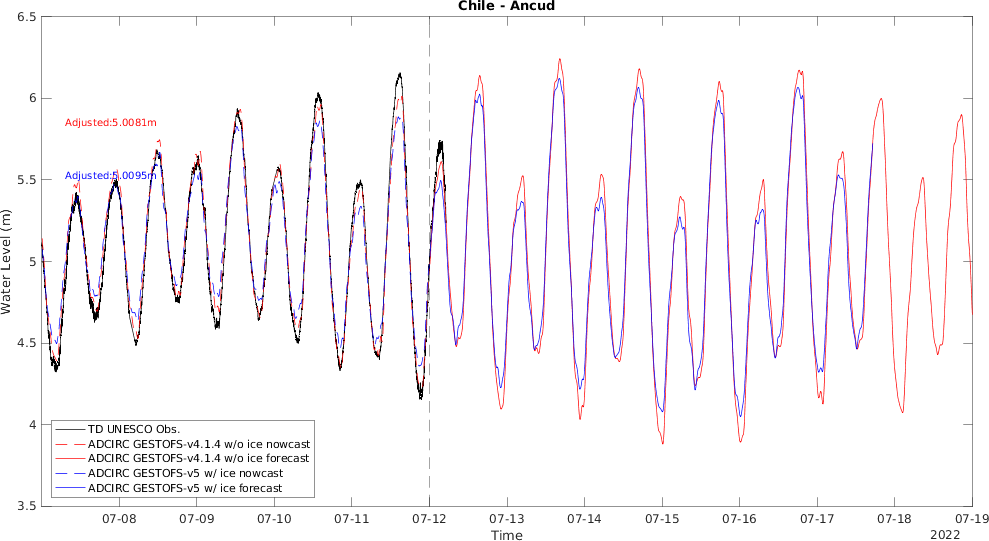 Chile - Ancud
6.5
6
5.5
5
4.5
4
3.5
Water Level (m)
Adjusted:5.0081m
Adjusted:5.0095m
TD UNESCO Obs.
ADCIRC GESTOFS-v4.1.4 w/o ice nowcast
ADCIRC GESTOFS-v4.1.4 w/o ice forecast
ADCIRC GESTOFS-v5 w/ ice nowcast
ADCIRC GESTOFS-v5 w/ ice forecast
07-08 07-09 07-10 07-11 07-12 07-13 07-14 07-15 07-16 07-17 07-18 07-19
Time
2022